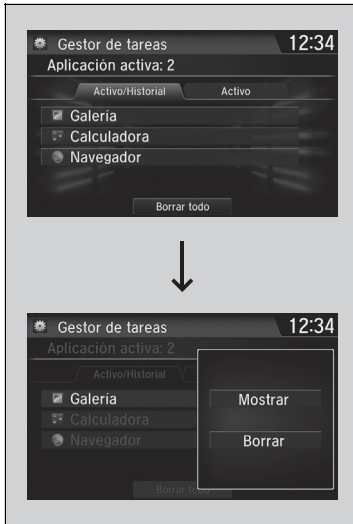 Gestor de tareas 12:34
Aplicación activa: 2
Activo/Historial Activo
Galería
Calculadora
Navegador
Borrar todo
Gestor de tareas 12:34
Aplicación activa: 2
Activo/Historial
Galería
Calculadora
Navegador
Mostrar
Borrar
Borrar todo